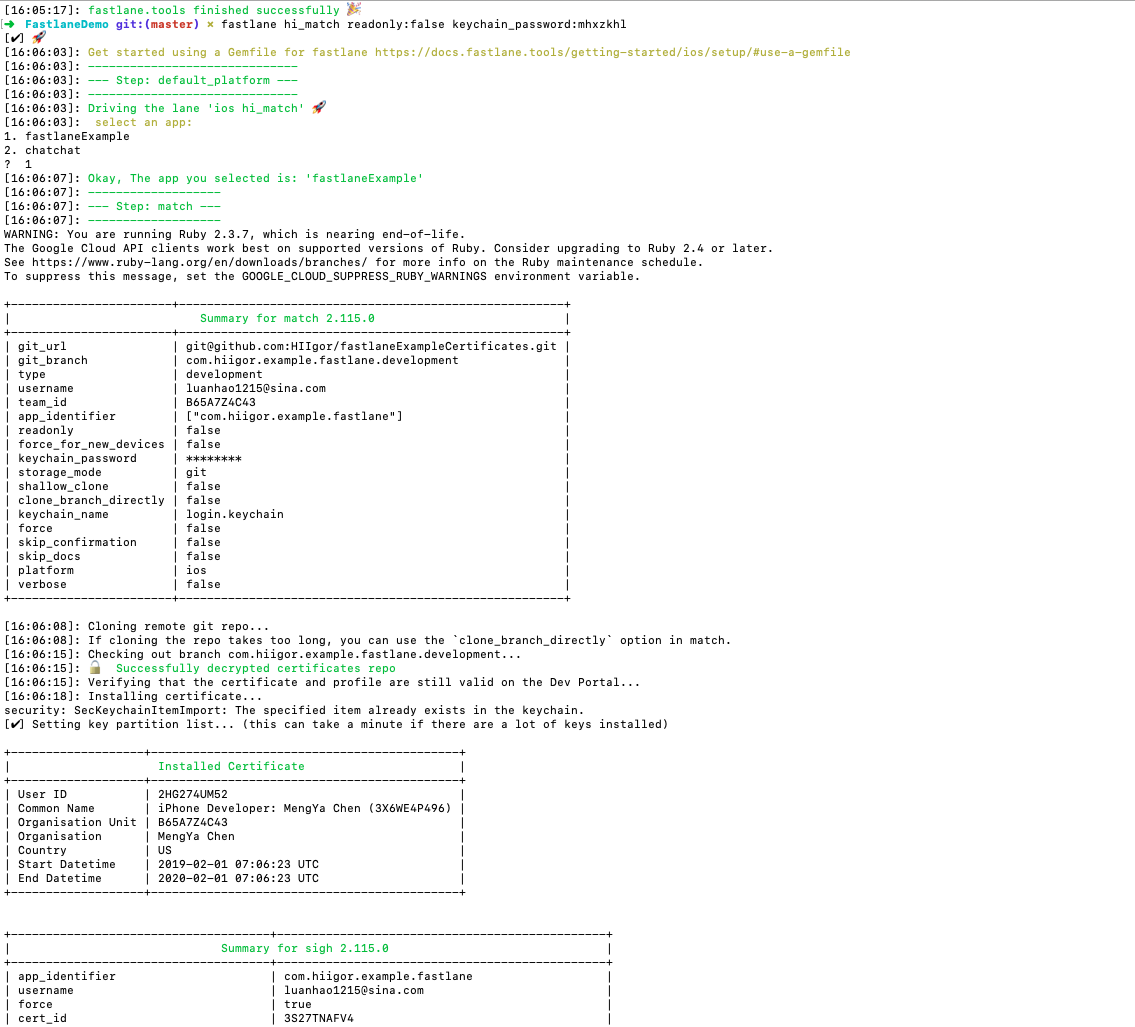 [16:05:17]: fastlane.tools finished successfully 🎉
[➜  FastlaneDemo git:(master) × fastlane hi_match readonly:false keychain_password:mhxzkhl
[✔] 🚀
[16:06:03]: Get started using a Gemfile for fastlane https://docs.fastlane.tools/getting-started/ios/setup/#use-a-gemfile
[16:06:03]: ------------------------------
[16:06:03]: --- Step: default_platform ---
[16:06:03]: ------------------------------
[16:06:03]: Driving the lane 'ios hi_match' 🚀
[16:06:03]:  select an app:
1. fastlaneExample
2. chatchat
?  1
[16:06:07]: Okay, The app you selected is: 'fastlaneExample'
[16:06:07]: -------------------
[16:06:07]: --- Step: match ---
[16:06:07]: -------------------
WARNING: You are running Ruby 2.3.7, which is nearing end-of-life.
The Google Cloud API clients work best on supported versions of Ruby. Consider upgrading to Ruby 2.4 or later.
See https://www.ruby-lang.org/en/downloads/branches/ for more info on the Ruby maintenance schedule.
To suppress this message, set the GOOGLE_CLOUD_SUPPRESS_RUBY_WARNINGS environment variable.
Summary for match 2.115.0
| git_url | git@github.com:HIIgor/fastlaneExampleCertificates.git |
| git_branch | com.hiigor.example.fastlane.development |
| type | development |
| username | luanhao1215@sina.com |
| team_id | B65A7Z4C43 |
| app_identifier | ["com.hiigor.example.fastlane"] |
| readonly | false |
| force_for_new_devices | false |
| keychain_password | ******** |
| storage_mode | git |
| shallow_clone | false |
| clone_branch_directly | false |
| keychain_name | login.keychain |
| force | false |
| skip_confirmation | false |
| skip_docs | false |
| platform | ios |
| verbose | false |
[16:06:08]: Cloning remote git repo...
[16:06:08]: If cloning the repo takes too long, you can use the `clone_branch_directly` option in match.
[16:06:15]: Checking out branch com.hiigor.example.fastlane.development...
[16:06:15]: 🔓  Successfully decrypted certificates repo
[16:06:15]: Verifying that the certificate and profile are still valid on the Dev Portal...
[16:06:18]: Installing certificate...
security: SecKeychainItemImport: The specified item already exists in the keychain.
[✔] Setting key partition list... (this can take a minute if there are a lot of keys installed)
Installed Certificate
| User ID | 2HG274UM52 |
| Common Name | iPhone Developer: MengYa Chen (3X6WE4P496) |
| Organisation Unit | B65A7Z4C43 |
| Organisation | MengYa Chen |
| Country | US |
| Start Datetime | 2019-02-01 07:06:23 UTC |
| End Datetime | 2020-02-01 07:06:23 UTC |
Summary for sigh 2.115.0
| app_identifier | com.hiigor.example.fastlane |
| username | luanhao1215@sina.com |
| force | true |
| cert_id | 3S27TNAFV4 |